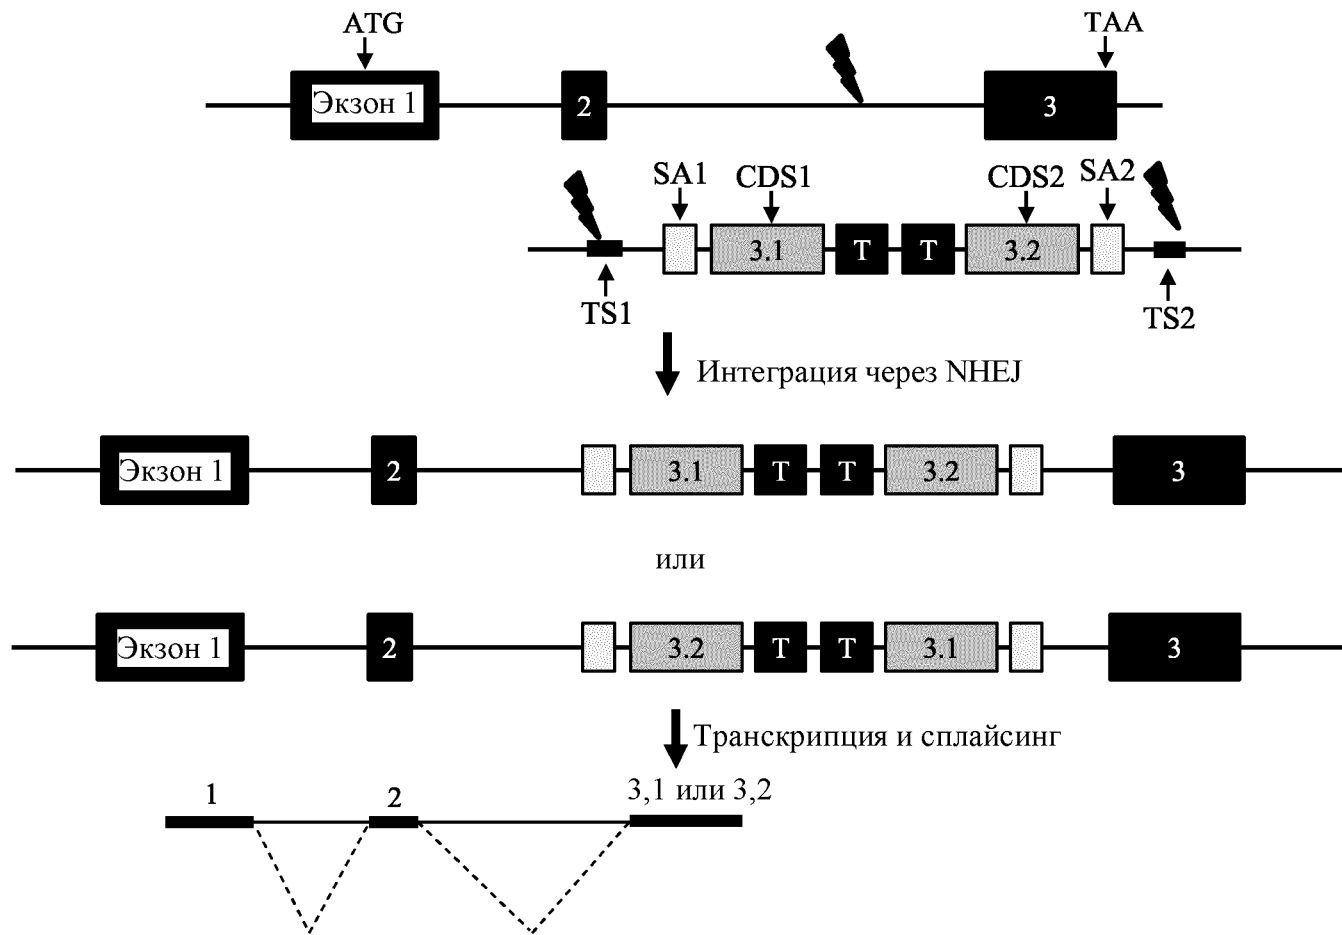 ATG
TAA
Экзон 1
2
3
SA1
CDS1
CDS2
SA2
3.1
T
T
3.2
TS1
TS2
Интеграция через NHEJ
Экзон 1
2
3.1
T
T
3.2
3
или
Экзон 1
2
3.2
T
T
3.1
3
Транскрипция и сплайсинг
1
2
3,1 или 3,2